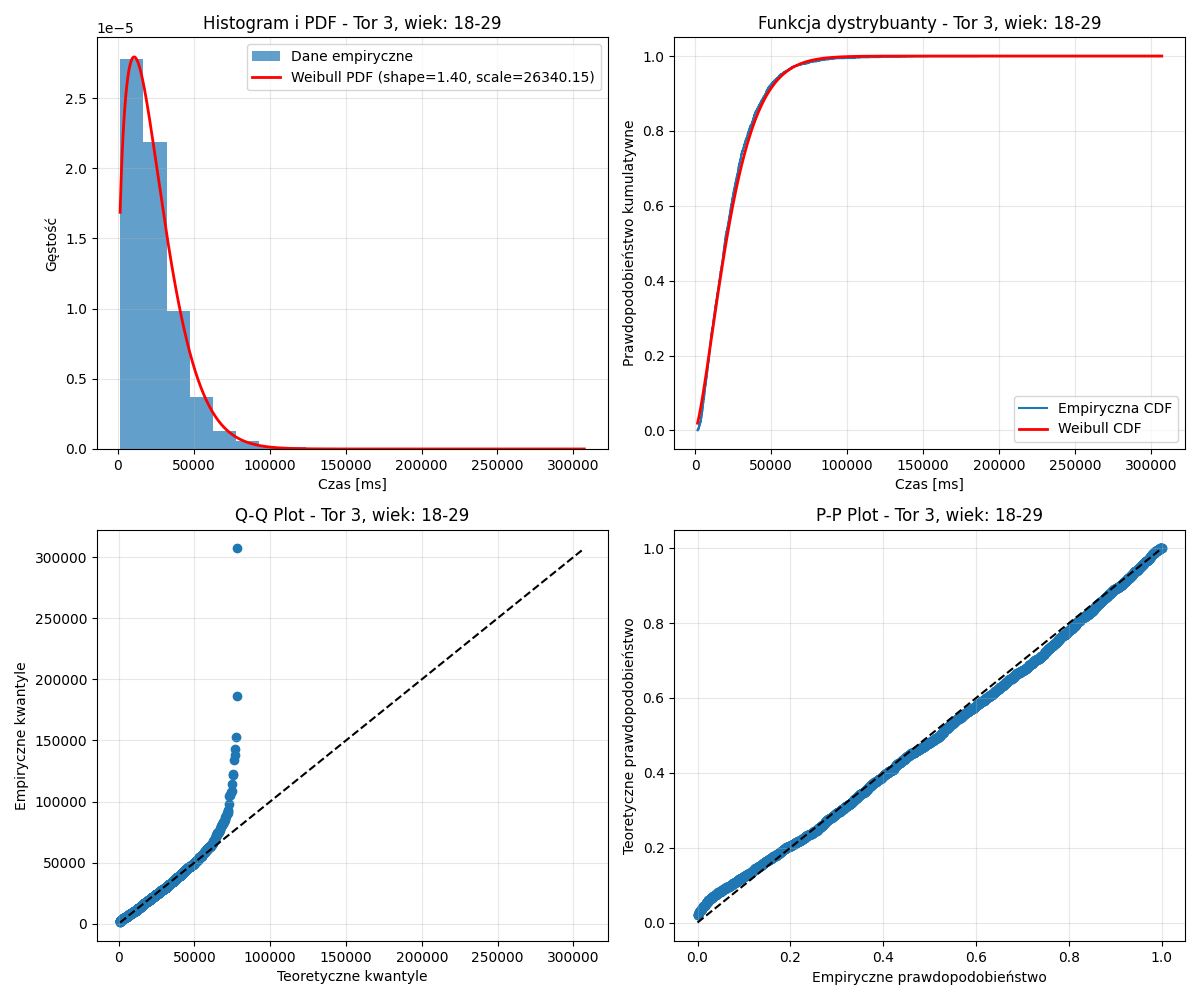 Histogram i PDF - Tor 3, wiek: 18-29
1e−5
Gęstość
2.5
2.0
1.5
1.0
0.5
0.0
0 50000 100000 150000 200000 250000 300000
Czas [ms]
Dane empiryczne
Weibull PDF (shape=1.40, scale=26340.15)
Funkcja dystrybuanty - Tor 3, wiek: 18-29
Prawdopodobieństwo kumulatywne
1.0
0.8
0.6
0.4
0.2
0.0
0 50000 100000 150000 200000 250000 300000
Czas [ms]
Empiryczna CDF
Weibull CDF
Q-Q Plot - Tor 3, wiek: 18-29
Empiryczne kwantyle
300000
250000
200000
150000
100000
50000
0
0 50000 100000 150000 200000 250000 300000
Teoretyczne kwantyle
P-P Plot - Tor 3, wiek: 18-29
Teoretyczne prawdopodobieństwo
1.0
0.8
0.6
0.4
0.2
0.0
0.0 0.2 0.4 0.6 0.8 1.0
Empiryczne prawdopodobieństwo